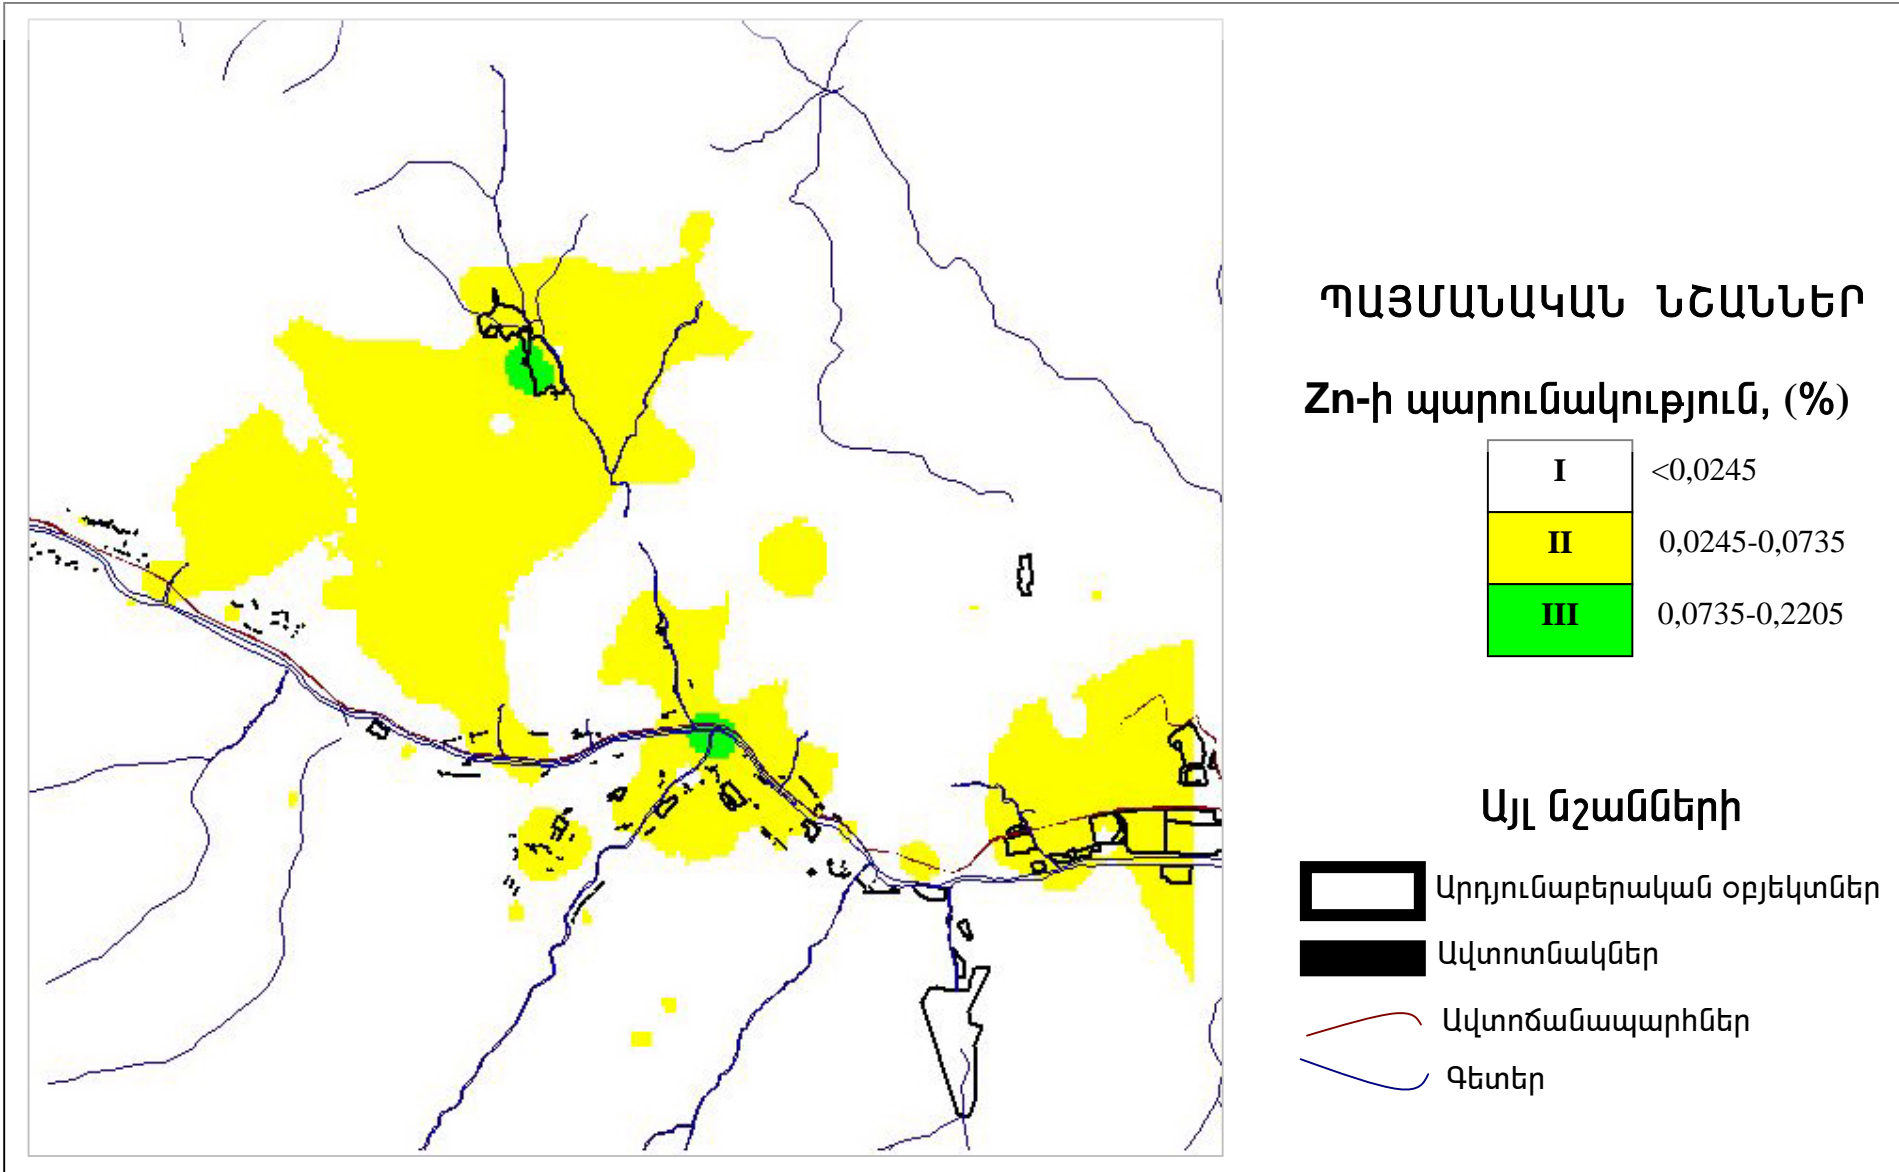 ՊԱՅՄԱՆԱԿԱՆ ՆՇԱՆՆԵՐ
Zn-ի պարունակություն, (%)
I <0,0245
II 0,0245-0,0735
III 0,0735-0,2205
Այլ նշանների
Արդյունաբերական օբյեկտներ
Ավտոտնակներ
Ավտոճանապարհներ
Գետեր